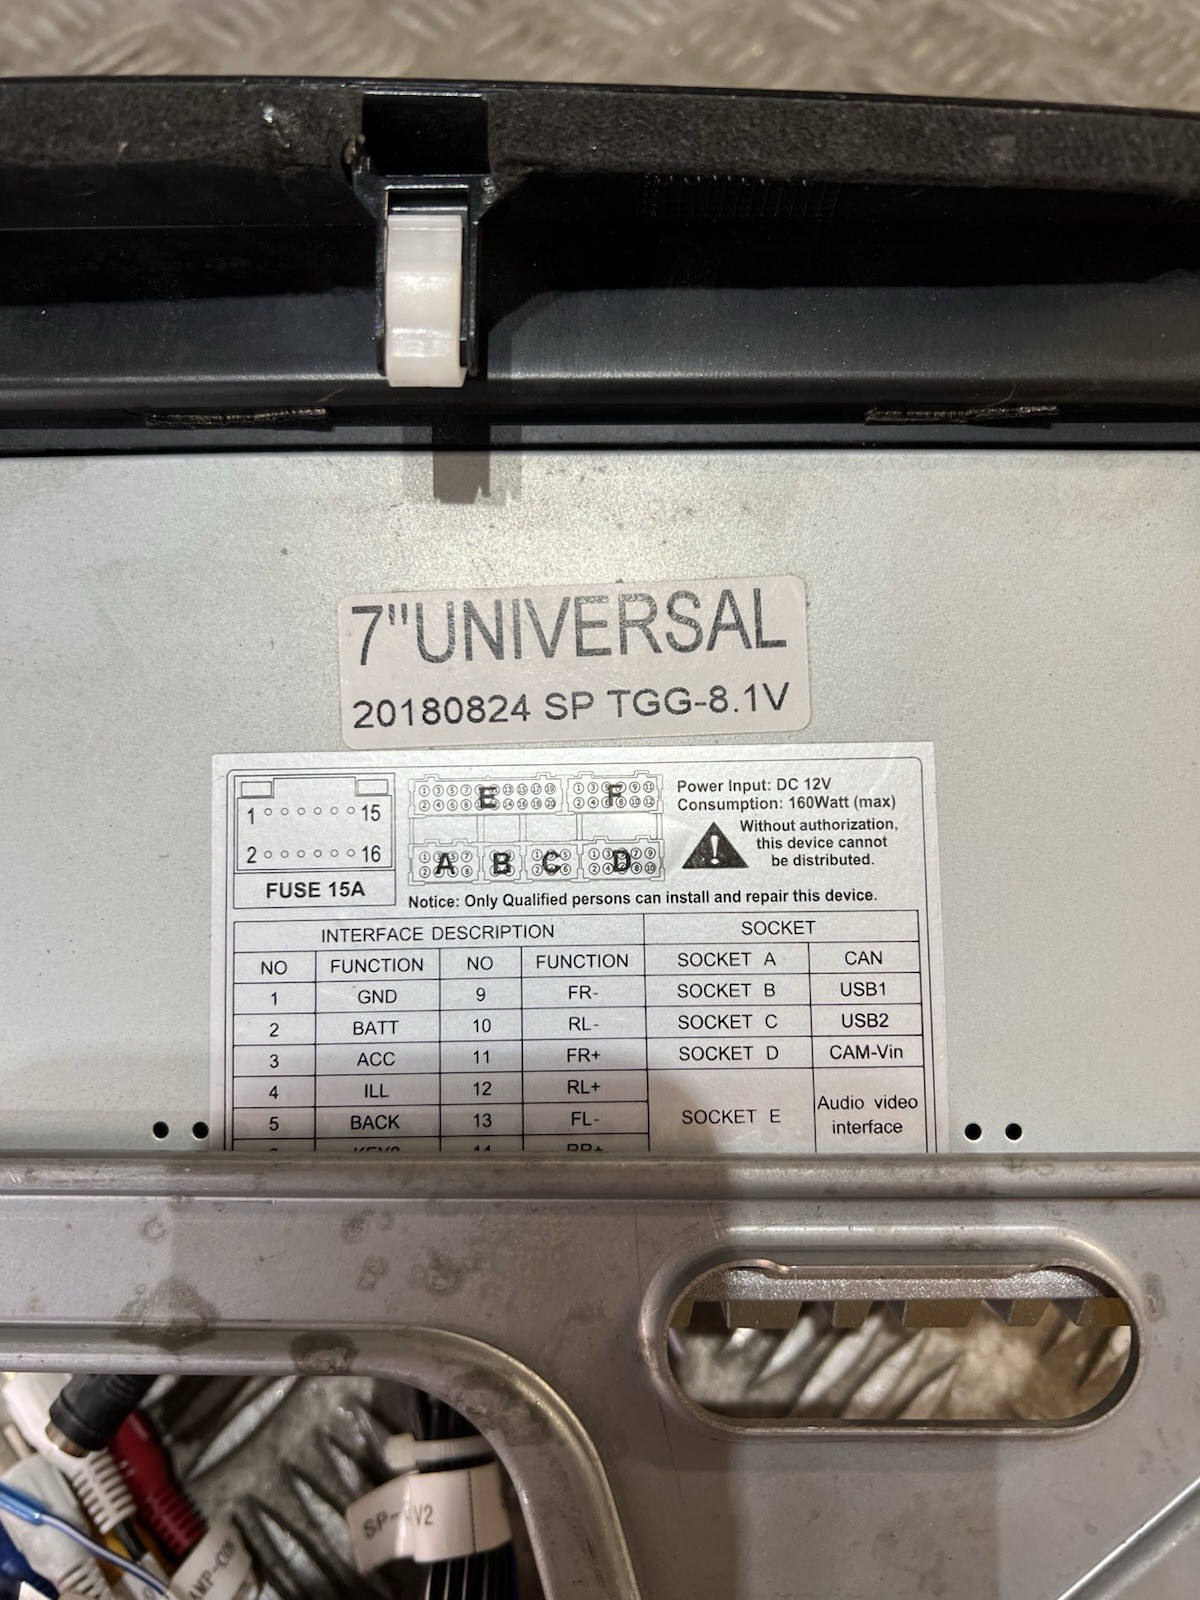 7"UNIVERSAL
20180824 SP TGG-8.1V
1 15
2 16
FUSE 15A
E F
A B C D
Power Input: DC 12V
Consumption: 160Watt (max)
Without authorization,
this device cannot
be distributed.
Notice: Only Qualified persons can install and repair this device.
INTERFACE DESCRIPTION SOCKET
NO FUNCTION NO FUNCTION SOCKET A CAN
1 GND 9 FR- SOCKET B USB1
2 BATT 10 RL- SOCKET C USB2
3 ACC 11 FR+ SOCKET D CAM-Vin
4 ILL 12 RL+
5 BACK 13 FL- SOCKET E Audio video
interface
14
AMP-CON